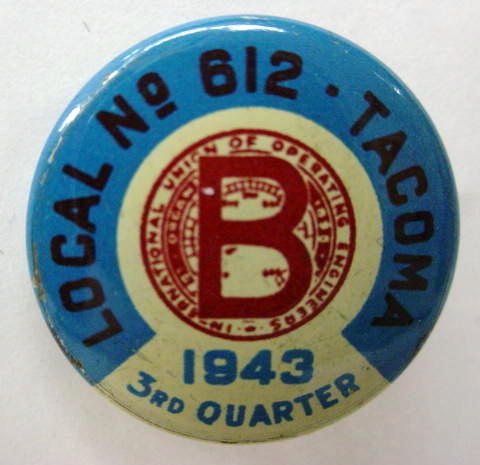 LOCAL No 612 · TACOMA
INTERNATIONAL UNION OF OPERATING ENGINEERS
B
1943
3RD QUARTER